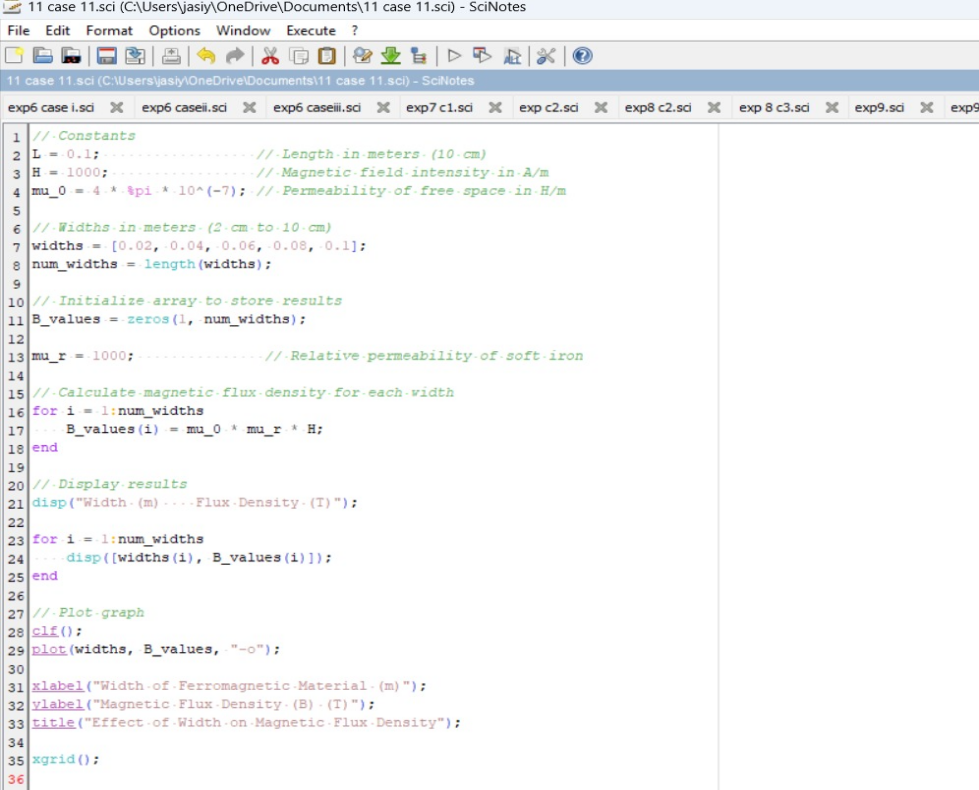 11 case 11.sci (C:\Users\jasiy\OneDrive\Documents\11 case 11.sci) - SciNotes
File Edit Format Options Window Execute ?
11 case 11.sci (C:\Users\jasiy\OneDrive\Documents\11 case 11.sci) - SciNotes
exp6 case i.sci exp6 caseii.sci exp6 caseiii.sci exp7 c1.sci exp c2.sci exp8 c2.sci exp 8 c3.sci exp9.sci exp9
1 // Constants
2 L = 0.1; // Length in meters (10 cm)
3 H = 1000; // Magnetic field intensity in A/m
4 mu_0 = 4 * %pi * 10^(-7); // Permeability of free space in H/m
5
6 // Widths in meters (2 cm to 10 cm)
7 widths = [0.02, 0.04, 0.06, 0.08, 0.1];
8 num_widths = length(widths);
9
10 // Initialize array to store results
11 B_values = zeros(1, num_widths);
12
13 mu_r = 1000; // Relative permeability of soft iron
14
15 // Calculate magnetic flux density for each width
16 for i = 1:num_widths
17     B_values(i) = mu_0 * mu_r * H;
18 end
19
20 // Display results
21 disp("Width (m)    Flux Density (T)");
22
23 for i = 1:num_widths
24     disp([widths(i), B_values(i)]);
25 end
26
27 // Plot graph
28 clf();
29 plot(widths, B_values, "-o");
30
31 xlabel("Width of Ferromagnetic Material (m)");
32 ylabel("Magnetic Flux Density (B) (T)");
33 title("Effect of Width on Magnetic Flux Density");
34
35 xgrid();
36